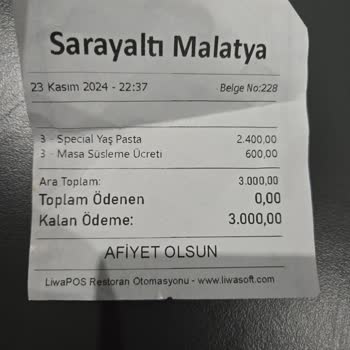 Sarayaltı Malatya
23 Kasım 2024 - 22:37 Belge No:228
3 - Special Yaş Pasta 2.400,00
3 - Masa Süsleme Ücreti 600,00
Ara Toplam: 3.000,00
Toplam Ödenen 0,00
Kalan Ödeme: 3.000,00
AFİYET OLSUN
LiwaPOS Restoran Otomasyonu - www.liwasoft.com